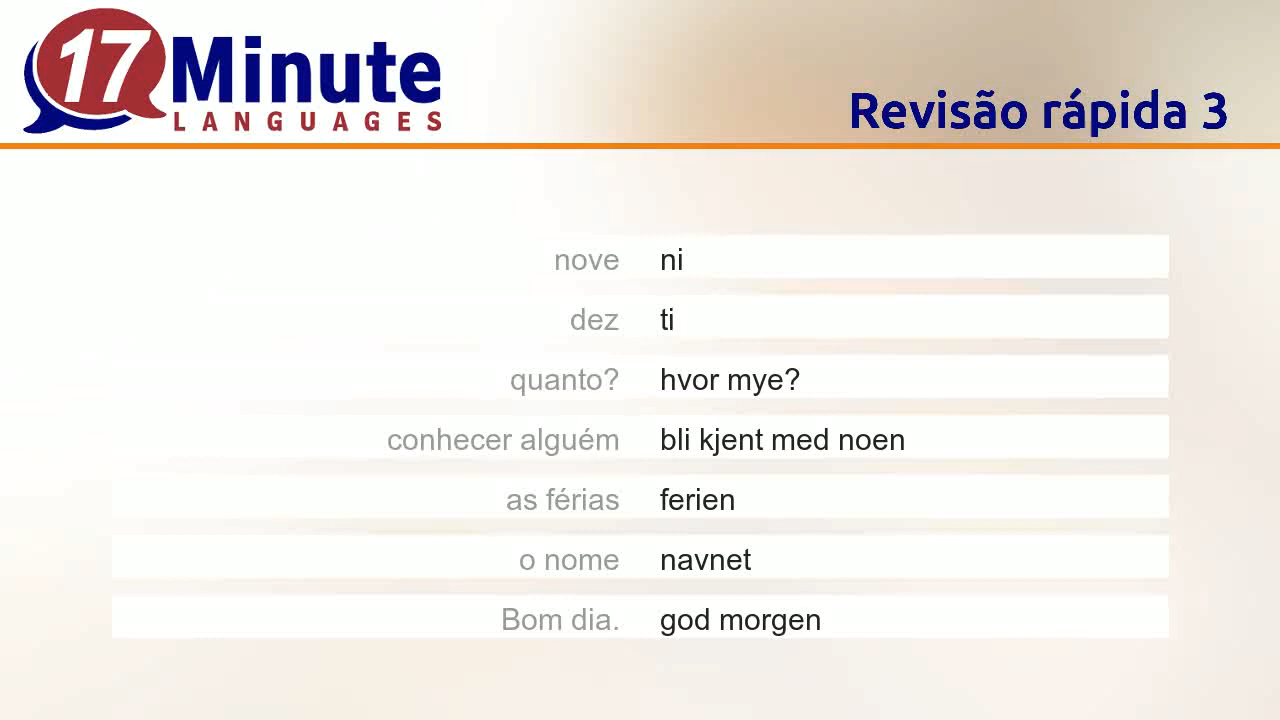 17 Minute
LANGUAGES
Revisão rápida 3
nove ni
dez ti
quanto? hvor mye?
conhecer alguém bli kjent med noen
as férias ferien
o nome navnet
Bom dia. god morgen